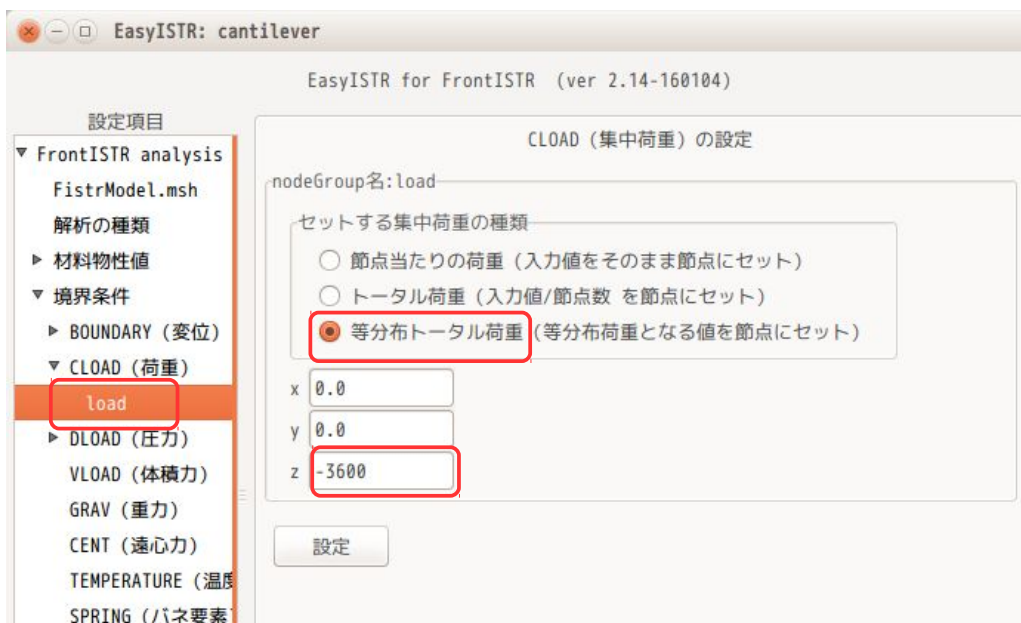 EasyISTR: cantilever
EasyISTR for FrontISTR (ver 2.14-160104)
設定項目
FrontISTR analysis
FistrModel.msh
解析の種類
材料物性値
境界条件
BOUNDARY (変位)
CLOAD (荷重)
load
DLOAD (圧力)
VLOAD (体積力)
GRAV (重力)
CENT (遠心力)
TEMPERATURE (温度
SPRING (バネ要素)
CLOAD (集中荷重) の設定
nodeGroup名:load
セットする集中荷重の種類
節点当たりの荷重 (入力値をそのまま節点にセット)
トータル荷重 (入力値/節点数 を節点にセット)
等分布トータル荷重 (等分布荷重となる値を節点にセット)
x 0.0
y 0.0
z -3600
設定